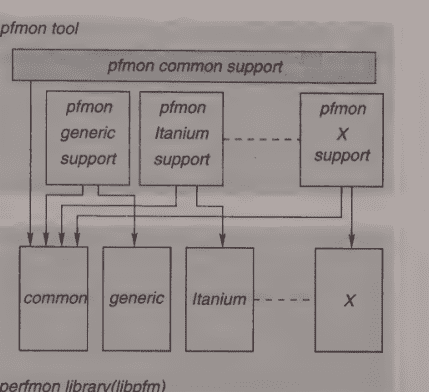 pfmon tool
pfmon common support
pfmon
generic
support
pfmon
Itanium
support
pfmon
X
support
common
generic
Itanium
X
perfmon library(libpfm)